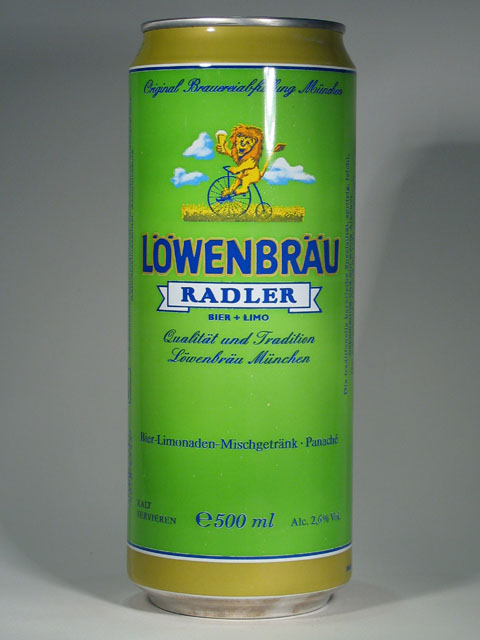 Original Brauereiabfüllung München
LÖWENBRÄU
RADLER
BIER + LIMO
Qualität und Tradition
Löwenbräu München
Bier-Limonaden-Mischgetränk · Panaché
KALT
SERVIEREN
℮500 ml
Alc. 2,6% Vol.